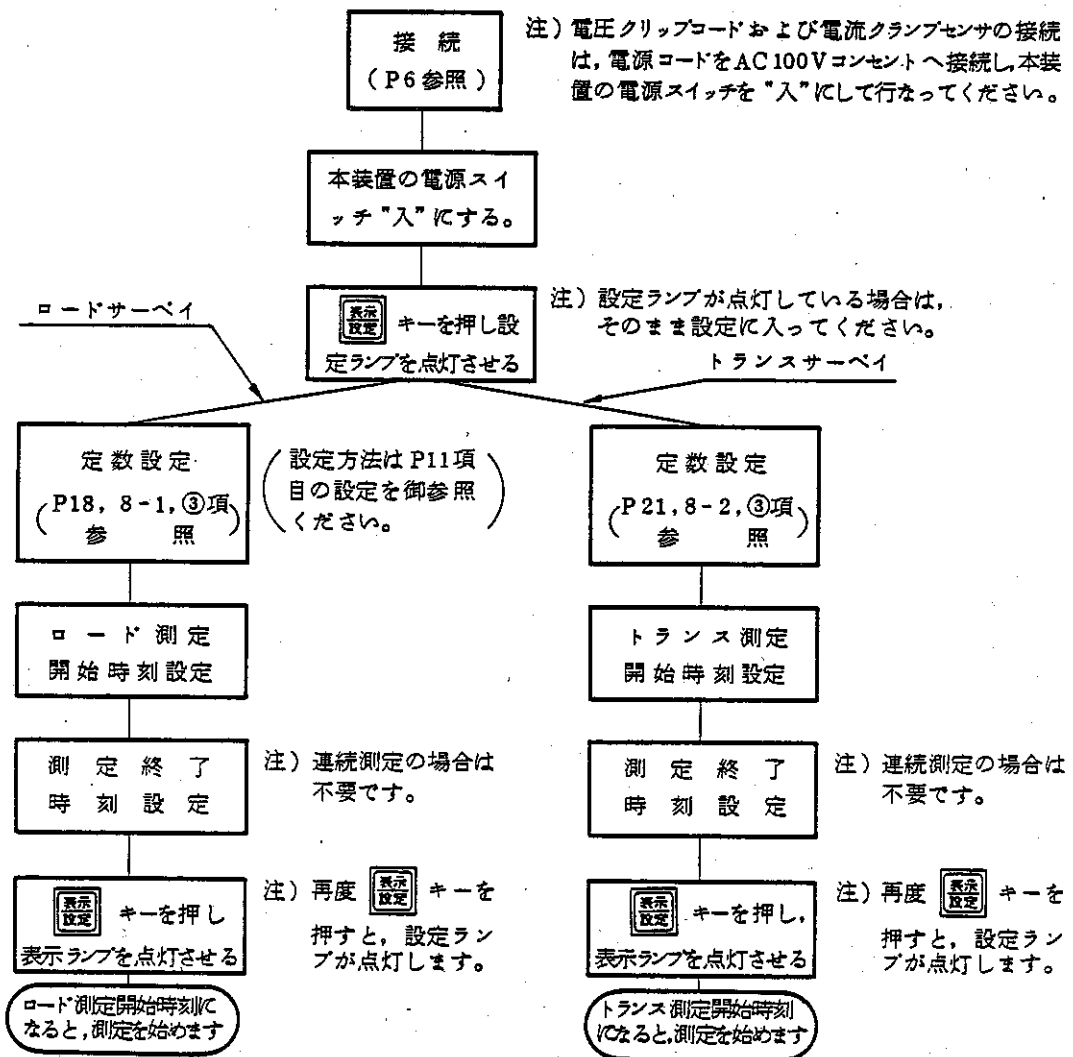 接続
(P6参照)
注)電圧クリップコードおよび電流クランプセンサの接続
は,電源コードをAC100Vコンセントへ接続し,本装
置の電源スイッチを"入"にして行なってください。
本装置の電源スイ
ッチ"入"にする。
ロードサーベイ
表示
設定
キーを押し設
定ランプを点灯させる
注)設定ランプが点灯している場合は,
そのまま設定に入ってください。
トランスサーベイ
定数設定
(P18, 8-1, ③項
参照)
(設定方法はP11項
目の設定を御参照
ください。)
定数設定
(P21, 8-2, ③項
参照)
ロード測定
開始時刻設定
トランス測定
開始時刻設定
測定終了
時刻設定
注)連続測定の場合は
不要です。
測定終了
時刻設定
注)連続測定の場合は
不要です。
表示
設定
キーを押し
表示ランプを点灯させる
注)再度 表示
設定 キーを
押すと,設定ラン
プが点灯します。
表示
設定
キーを押し,
表示ランプを点灯させる
注)再度 表示
設定 キーを
押すと,設定ラン
プが点灯します。
ロード測定開始時刻に
なると,測定を始めます
トランス測定開始時刻
になると,測定を始めます